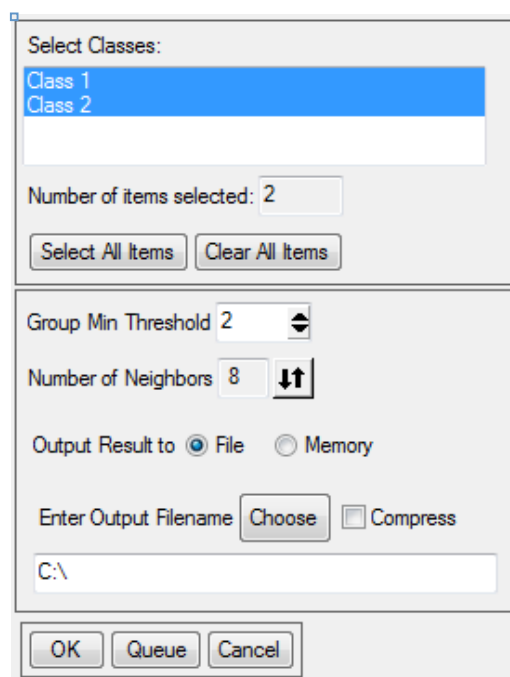 Select Classes:
Class 1
Class 2
Number of items selected: 2
Select All Items Clear All Items
Group Min Threshold 2
Number of Neighbors 8
Output Result to File Memory
Enter Output Filename Choose Compress
C:\
OK Queue Cancel